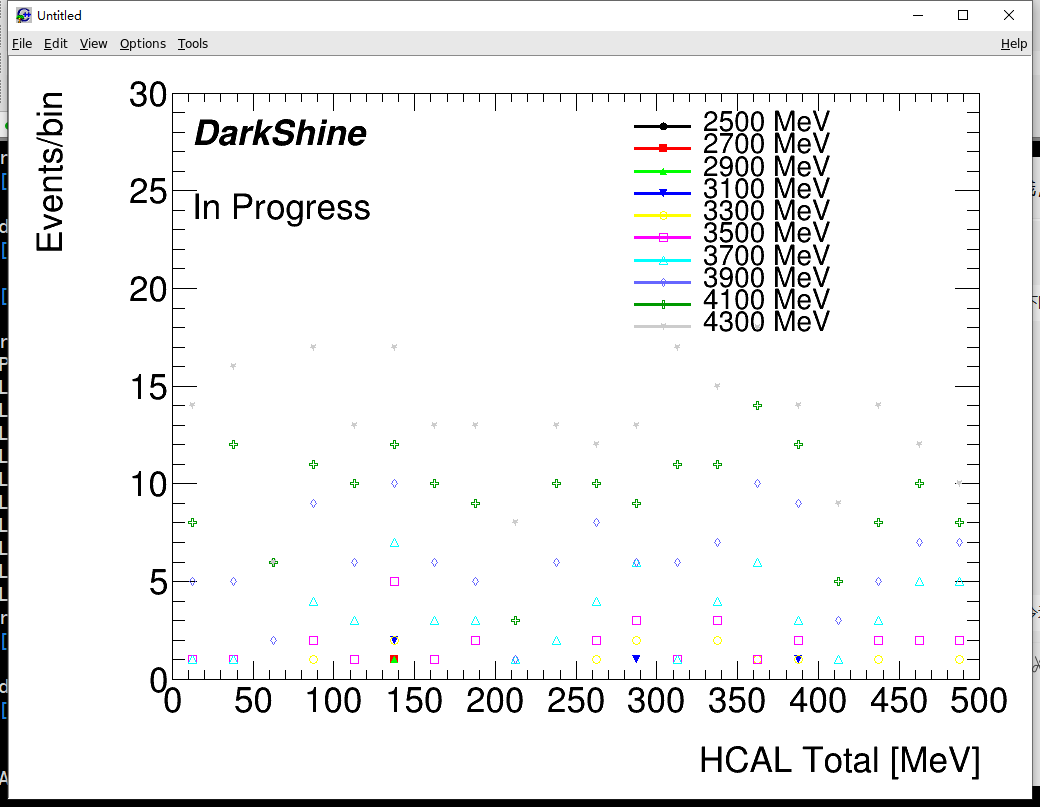 Untitled
File Edit View Options Tools Help
Events/bin
30
25
20
15
10
5
0
DarkShine
In Progress
2500 MeV
2700 MeV
2900 MeV
3100 MeV
3300 MeV
3500 MeV
3700 MeV
3900 MeV
4100 MeV
4300 MeV
0 50 100 150 200 250 300 350 400 450 500
HCAL Total [MeV]